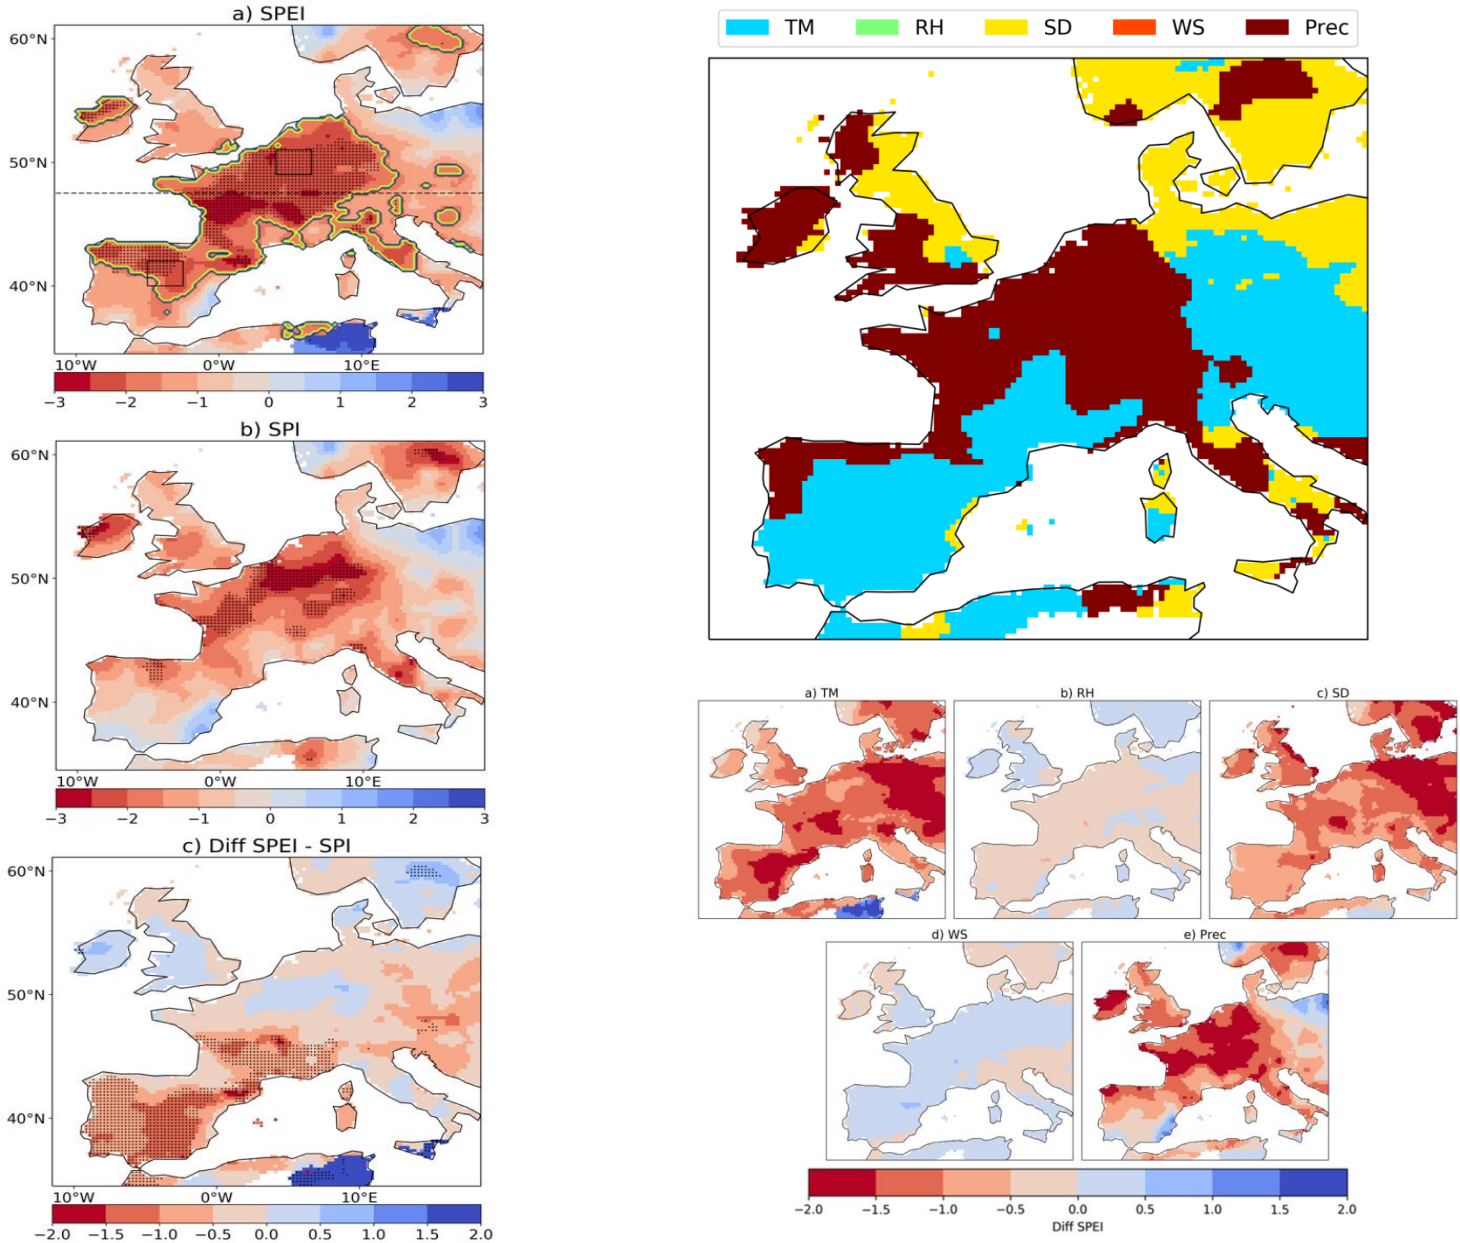 a) SPEI
60°N
50°N
40°N
10°W 0°W 10°E
−3 −2 −1 0 1 2 3
b) SPI
60°N
50°N
40°N
10°W 0°W 10°E
−3 −2 −1 0 1 2 3
c) Diff SPEI - SPI
60°N
50°N
40°N
10°W 0°W 10°E
−2.0 −1.5 −1.0 −0.5 0.0 0.5 1.0 1.5 2.0
TM RH SD WS Prec
a) TM b) RH c) SD
d) WS e) Prec
−2.0 −1.5 −1.0 −0.5 0.0 0.5 1.0 1.5 2.0
Diff SPEI